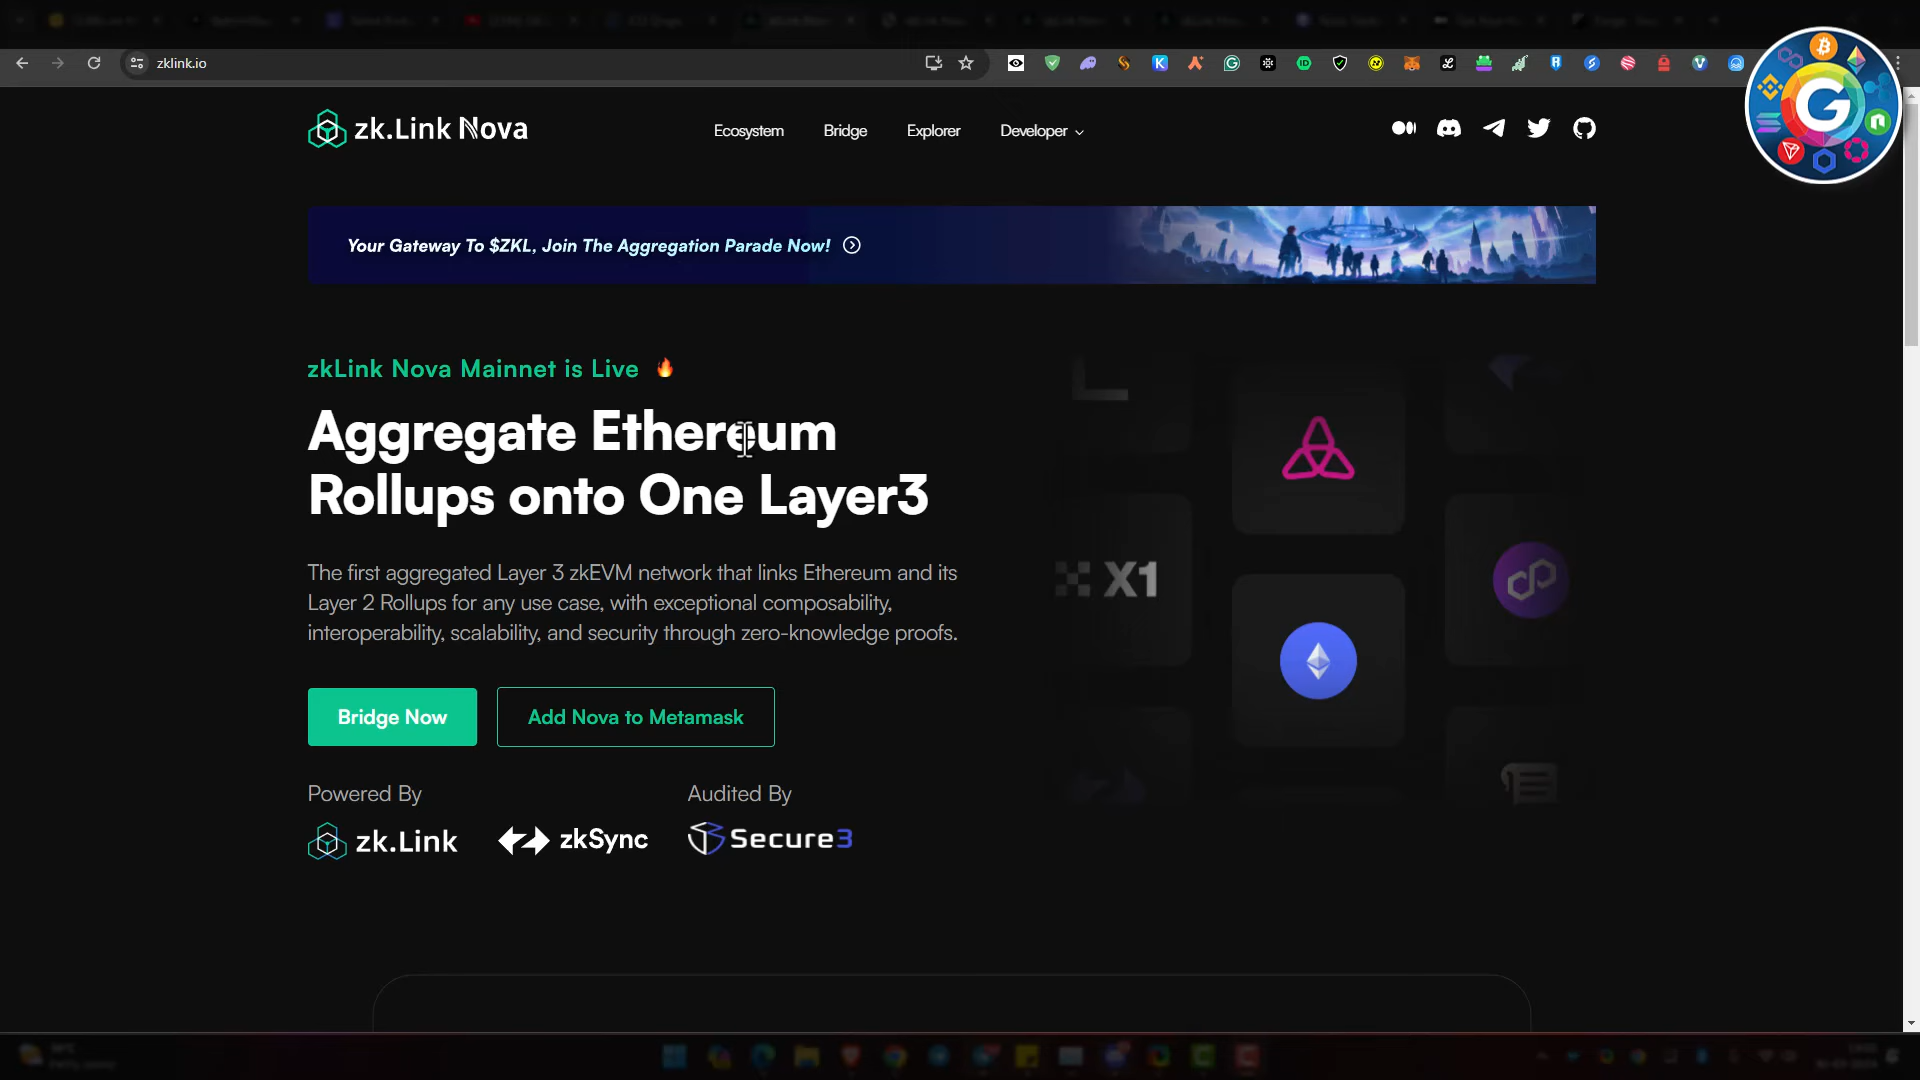 zklink.io
zk.Link Nova
Ecosystem
Bridge
Explorer
Developer
Your Gateway To $ZKL, Join The Aggregation Parade Now!
zkLink Nova Mainnet is Live
Aggregate Ethereum
Rollups onto One Layer3
The first aggregated Layer 3 zkEVM network that links Ethereum and its
Layer 2 Rollups for any use case, with exceptional composability,
interoperability, scalability, and security through zero-knowledge proofs.
X1
Bridge Now
Add Nova to Metamask
Powered By
Audited By
zk.Link
zkSync
Secure3